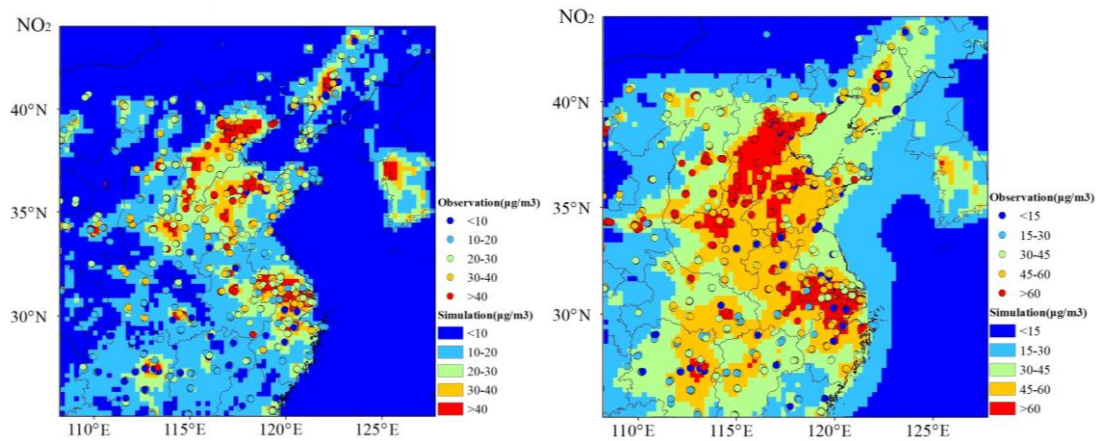 NO₂
40°N
35°N
30°N
110°E 115°E 120°E 125°E
Observation(μg/m3)
<10
10-20
20-30
30-40
>40
Simulation(μg/m3)
<10
10-20
20-30
30-40
>40
NO₂
40°N
35°N
30°N
110°E 115°E 120°E 125°E
Observation(μg/m3)
<15
15-30
30-45
45-60
>60
Simulation(μg/m3)
<15
15-30
30-45
45-60
>60